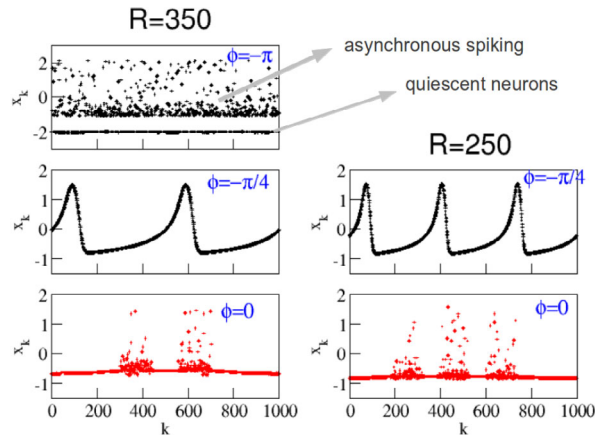 R=350
asynchronous spiking
quiescent neurons
R=250
ϕ=−π
x_k
2
1
0
-1
-2
ϕ=−π/4
x_k
2
1
0
-1
ϕ=−π/4
x_k
2
1
0
-1
ϕ=0
x_k
2
1
0
-1
0 200 400 600 800 1000
k
ϕ=0
x_k
2
1
0
-1
0 200 400 600 800 1000
k